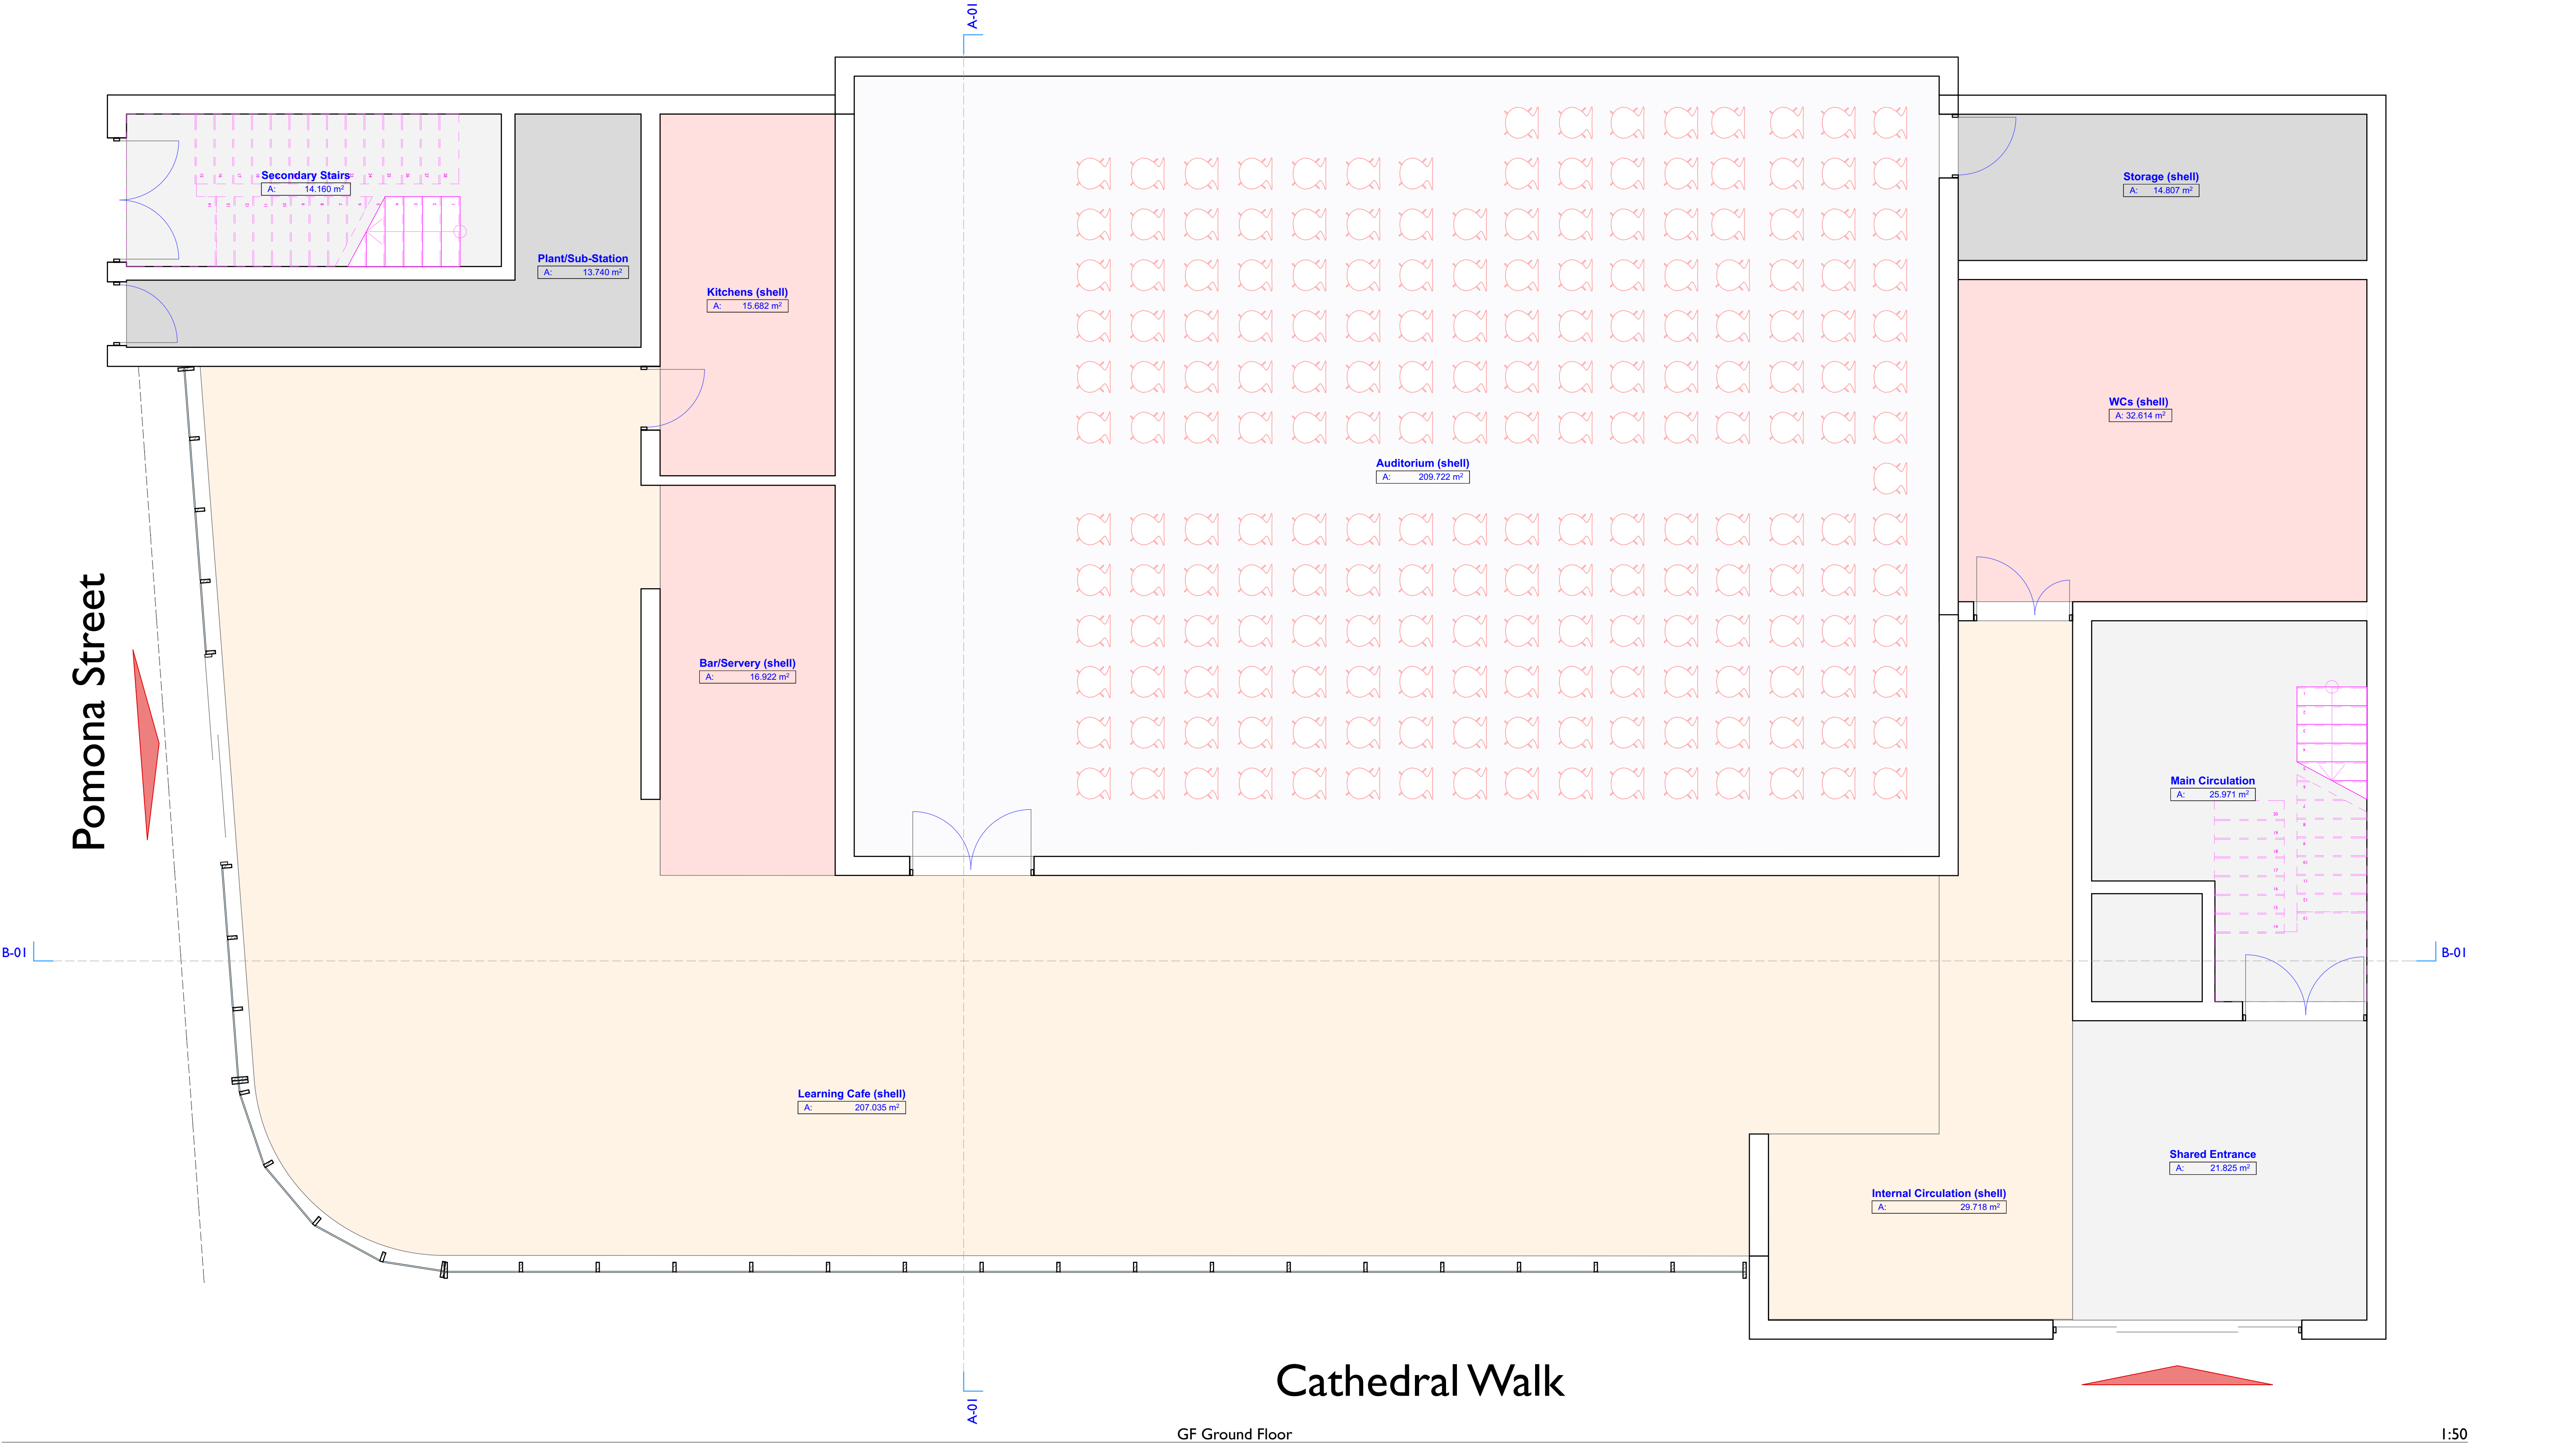 A-01
Secondary Stairs
A: 14.160 m²
Storage (shell)
A: 14.807 m²
Plant/Sub-Station
A: 13.740 m²
Kitchens (shell)
A: 15.682 m²
WCs (shell)
A: 32.614 m²
Auditorium (shell)
A: 209.722 m²
Pomona Street
Bar/Servery (shell)
A: 16.922 m²
Main Circulation
A: 25.971 m²
B-01
B-01
Learning Cafe (shell)
A: 207.035 m²
Shared Entrance
A: 21.825 m²
Internal Circulation (shell)
A: 29.718 m²
Cathedral Walk
A-01
GF Ground Floor
1:50